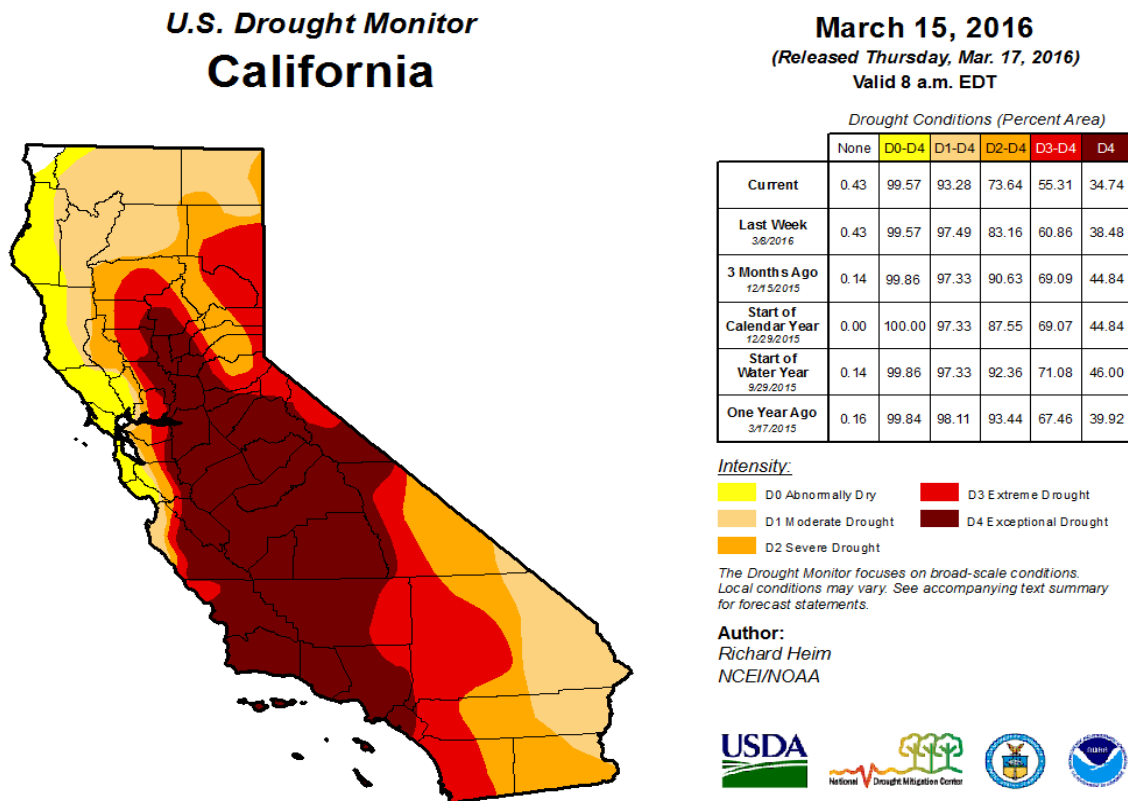 U.S. Drought Monitor
California
March 15, 2016
(Released Thursday, Mar. 17, 2016)
Valid 8 a.m. EDT
Drought Conditions (Percent Area)
None D0-D4 D1-D4 D2-D4 D3-D4 D4
Current 0.43 99.57 93.28 73.64 55.31 34.74
Last Week
3/8/2016
0.43 99.57 97.49 83.16 60.86 38.48
3 Months Ago
12/15/2015
0.14 99.86 97.33 90.63 69.09 44.84
Start of
Calendar Year
12/29/2015
0.00 100.00 97.33 87.55 69.07 44.84
Start of
Water Year
9/29/2015
0.14 99.86 97.33 92.36 71.08 46.00
One Year Ago
3/17/2015
0.16 99.84 98.11 93.44 67.46 39.92
Intensity:
D0 Abnormally Dry
D1 Moderate Drought
D2 Severe Drought
D3 Extreme Drought
D4 Exceptional Drought
The Drought Monitor focuses on broad-scale conditions.
Local conditions may vary. See accompanying text summary
for forecast statements.
Author:
Richard Heim
NCEI/NOAA
USDA
National Drought Mitigation Center